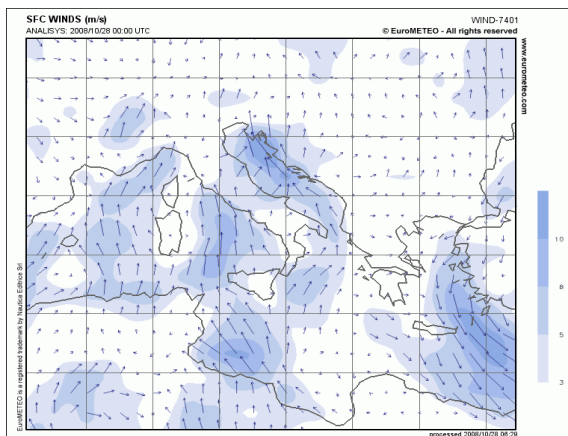 SFC WINDS (m/s)
WIND-7401
ANALISYS: 2008/10/28 00:00 UTC
© EuroMETEO - All rights reserved
www.eurometeo.com
10
8
5
3
EuroMETEO is a registered trademark by Nautica Editrice Srl
processed 2008/10/28 06:29